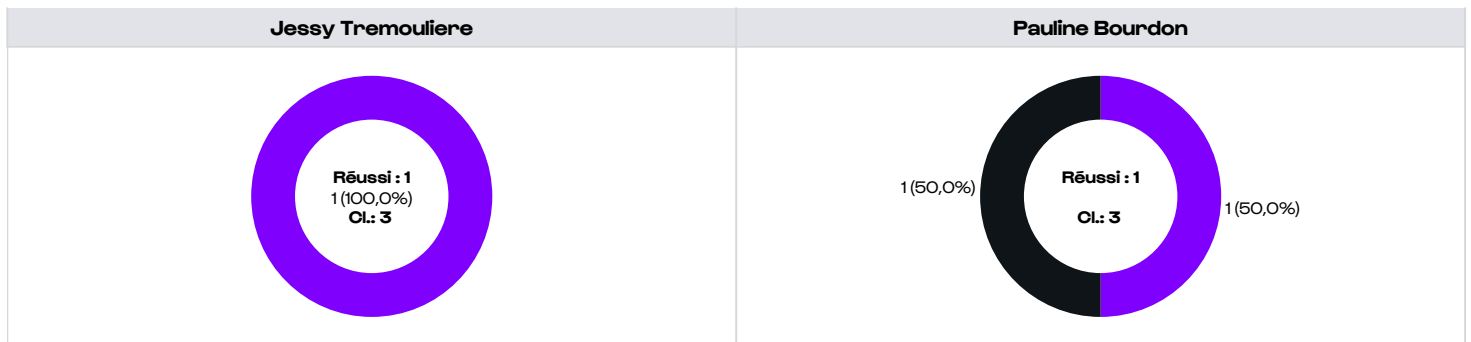 Jessy Tremouliere
Pauline Bourdon
Réussi : 1
1 (100,0%)
Cl.: 3
1 (50,0%)
Réussi : 1
Cl.: 3
1 (50,0%)